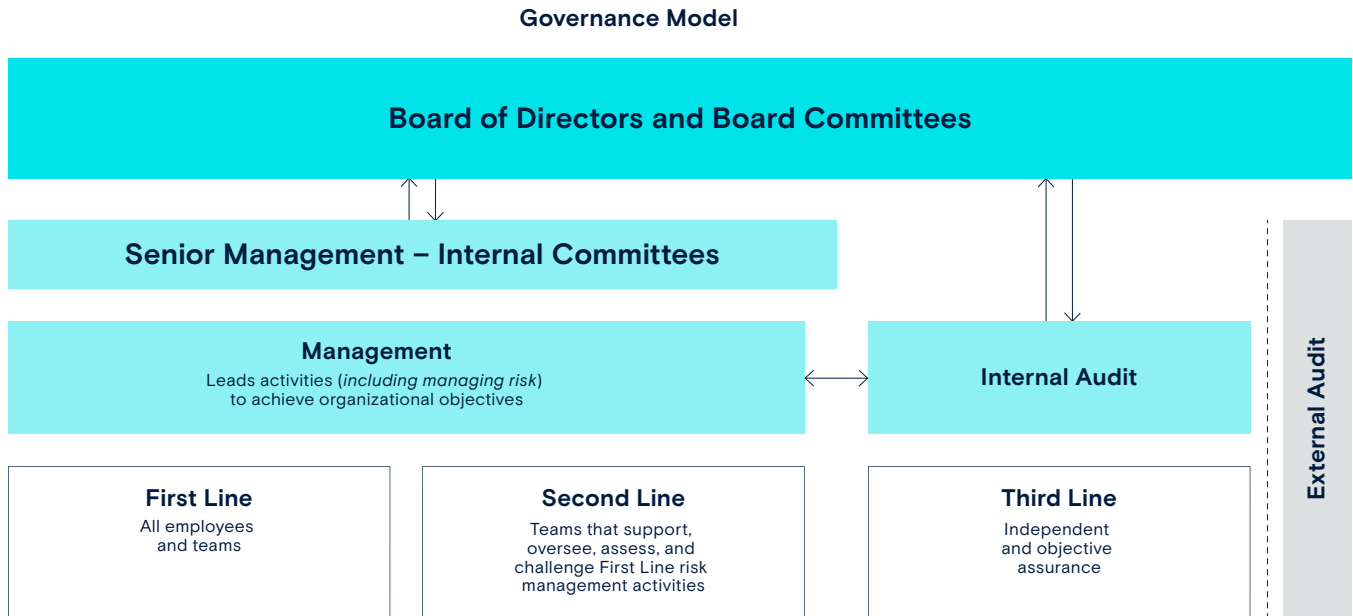 Governance Model
Board of Directors and Board Committees
Senior Management – Internal Committees
Management
Leads activities (including managing risk)
to achieve organizational objectives
Internal Audit
External Audit
First Line
All employees
and teams
Second Line
Teams that support,
oversee, assess, and
challenge First Line risk
management activities
Third Line
Independent
and objective
assurance